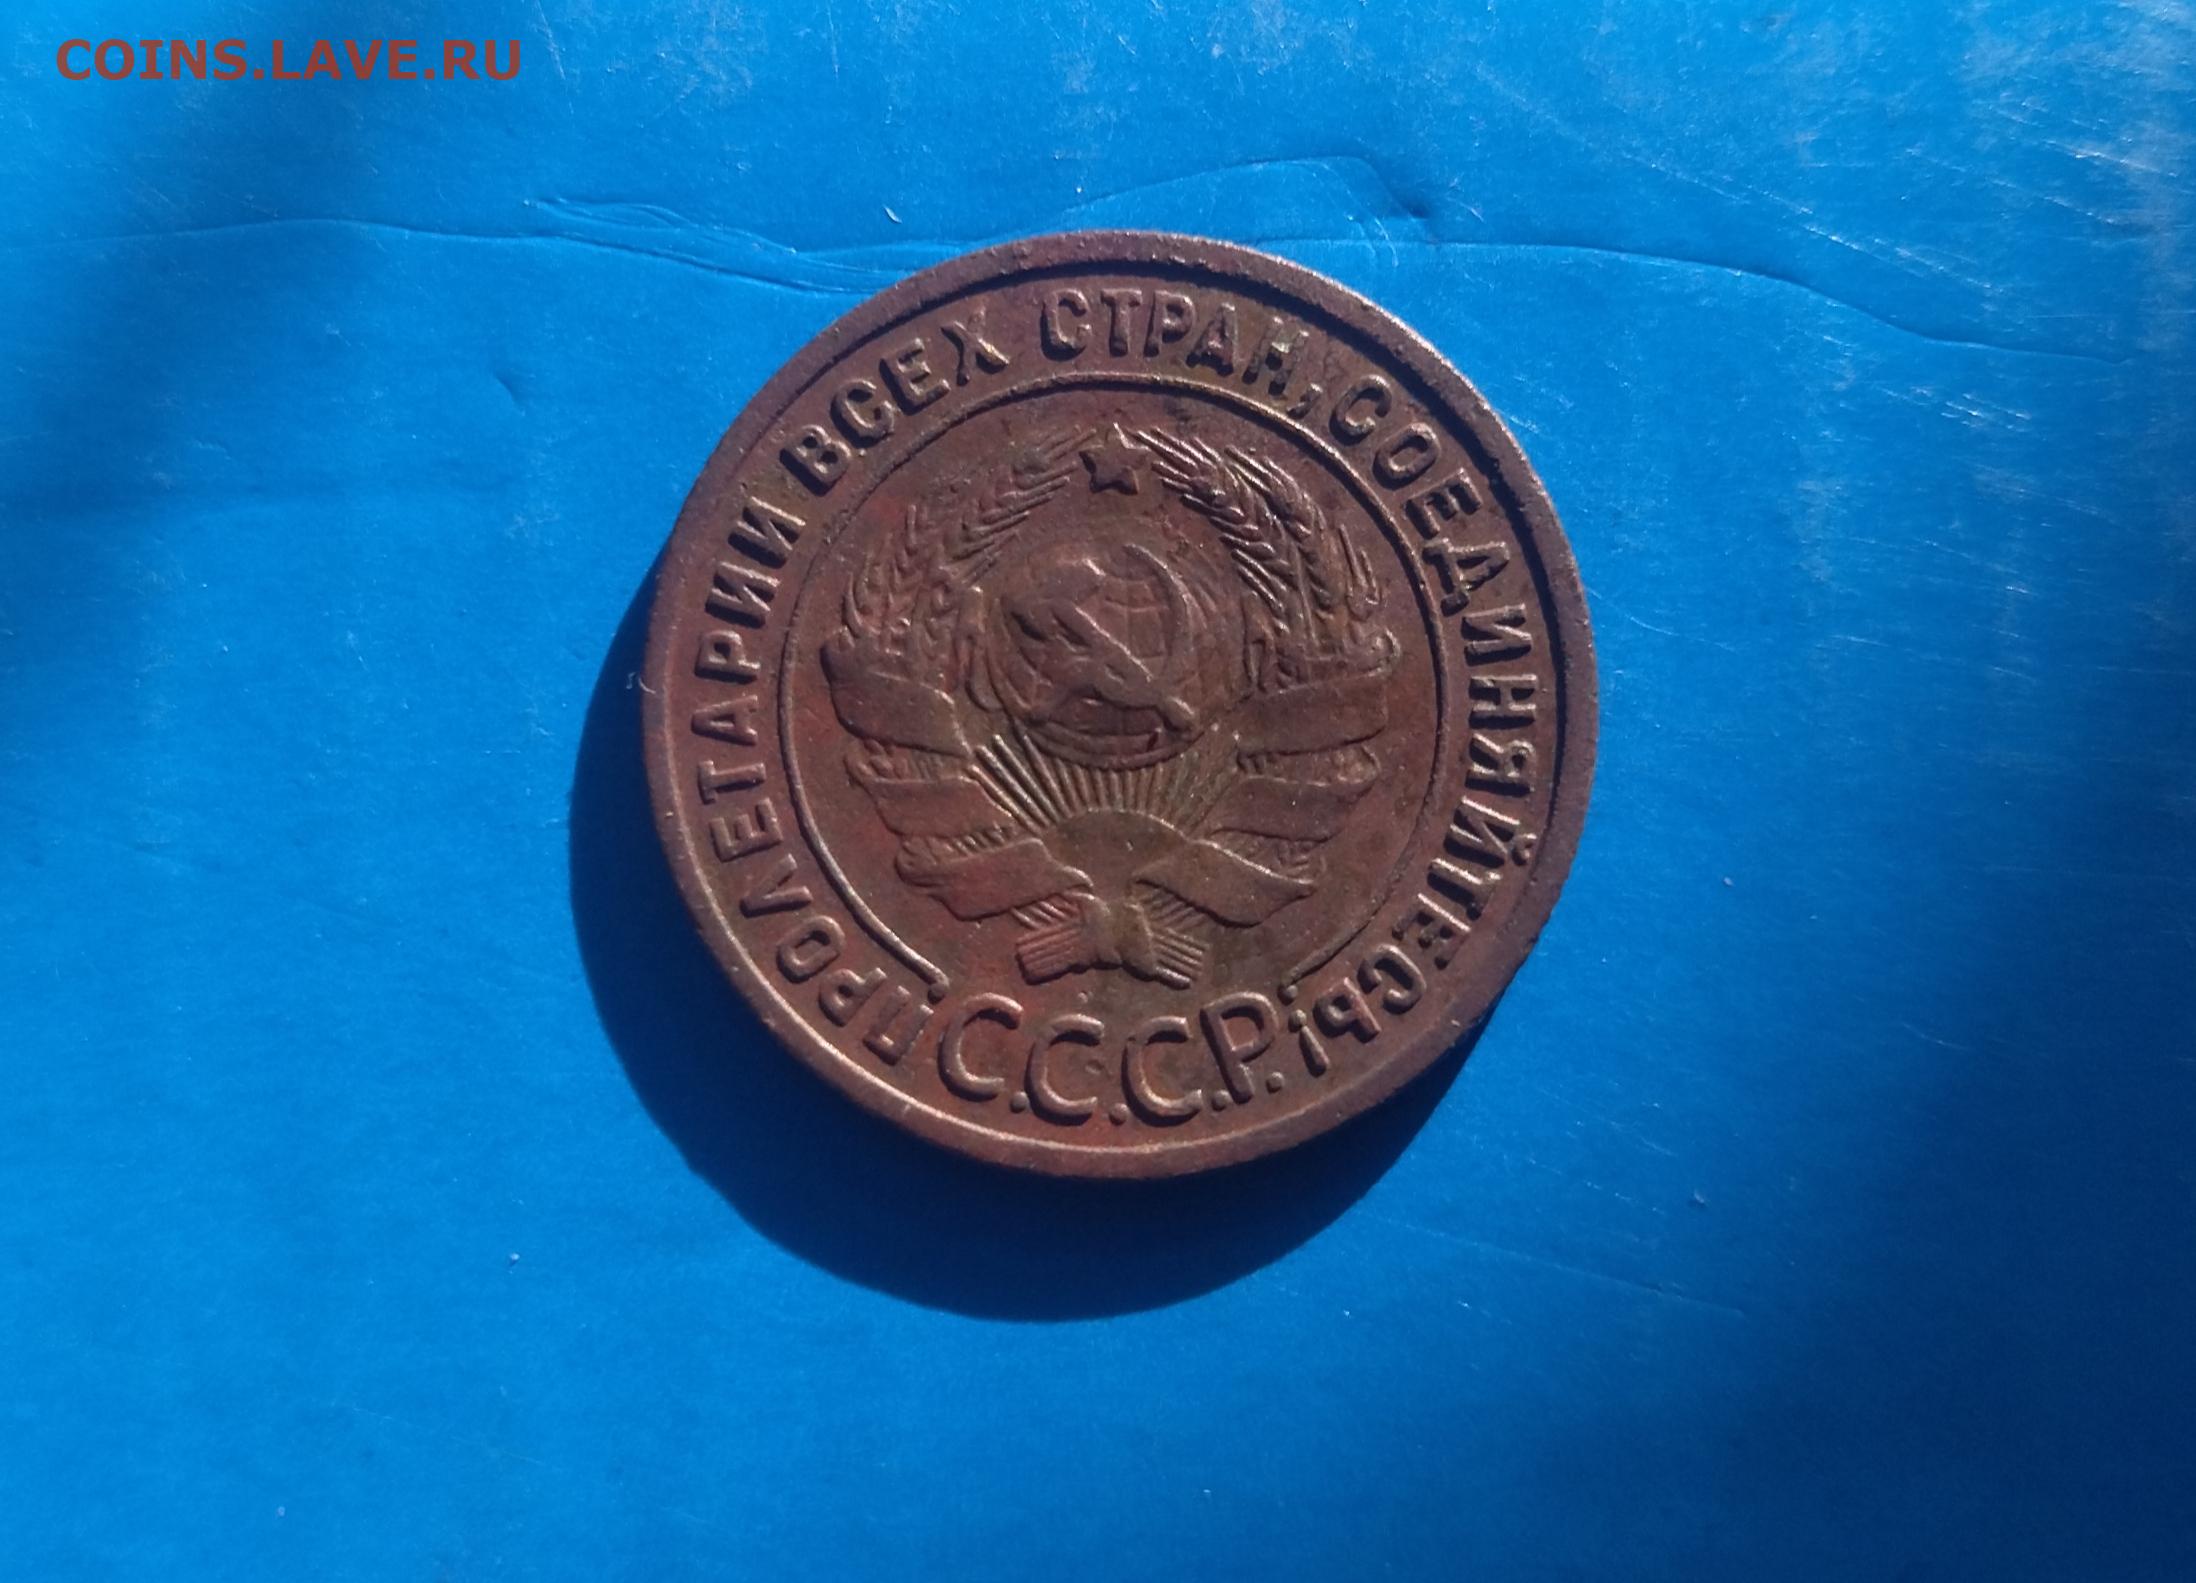 COINS.LAVE.RU
ПРОЛЕТАРИИ ВСЕХ СТРАН, СОЕДИНЯЙТЕСЬ!
С.С.С.Р.